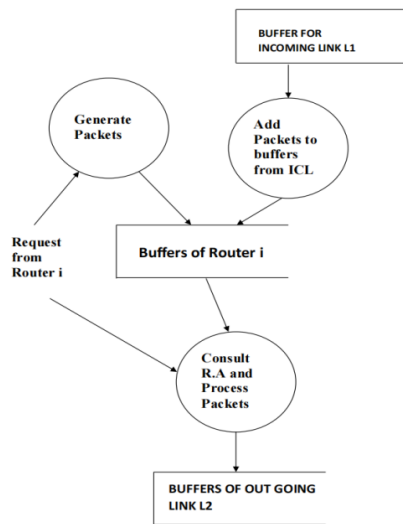 BUFFER FOR
INCOMING LINK L1
Generate
Packets
Add
Packets to
buffers
from ICL
Request
from
Router i
Buffers of Router i
Consult
R.A and
Process
Packets
BUFFERS OF OUT GOING
LINK L2